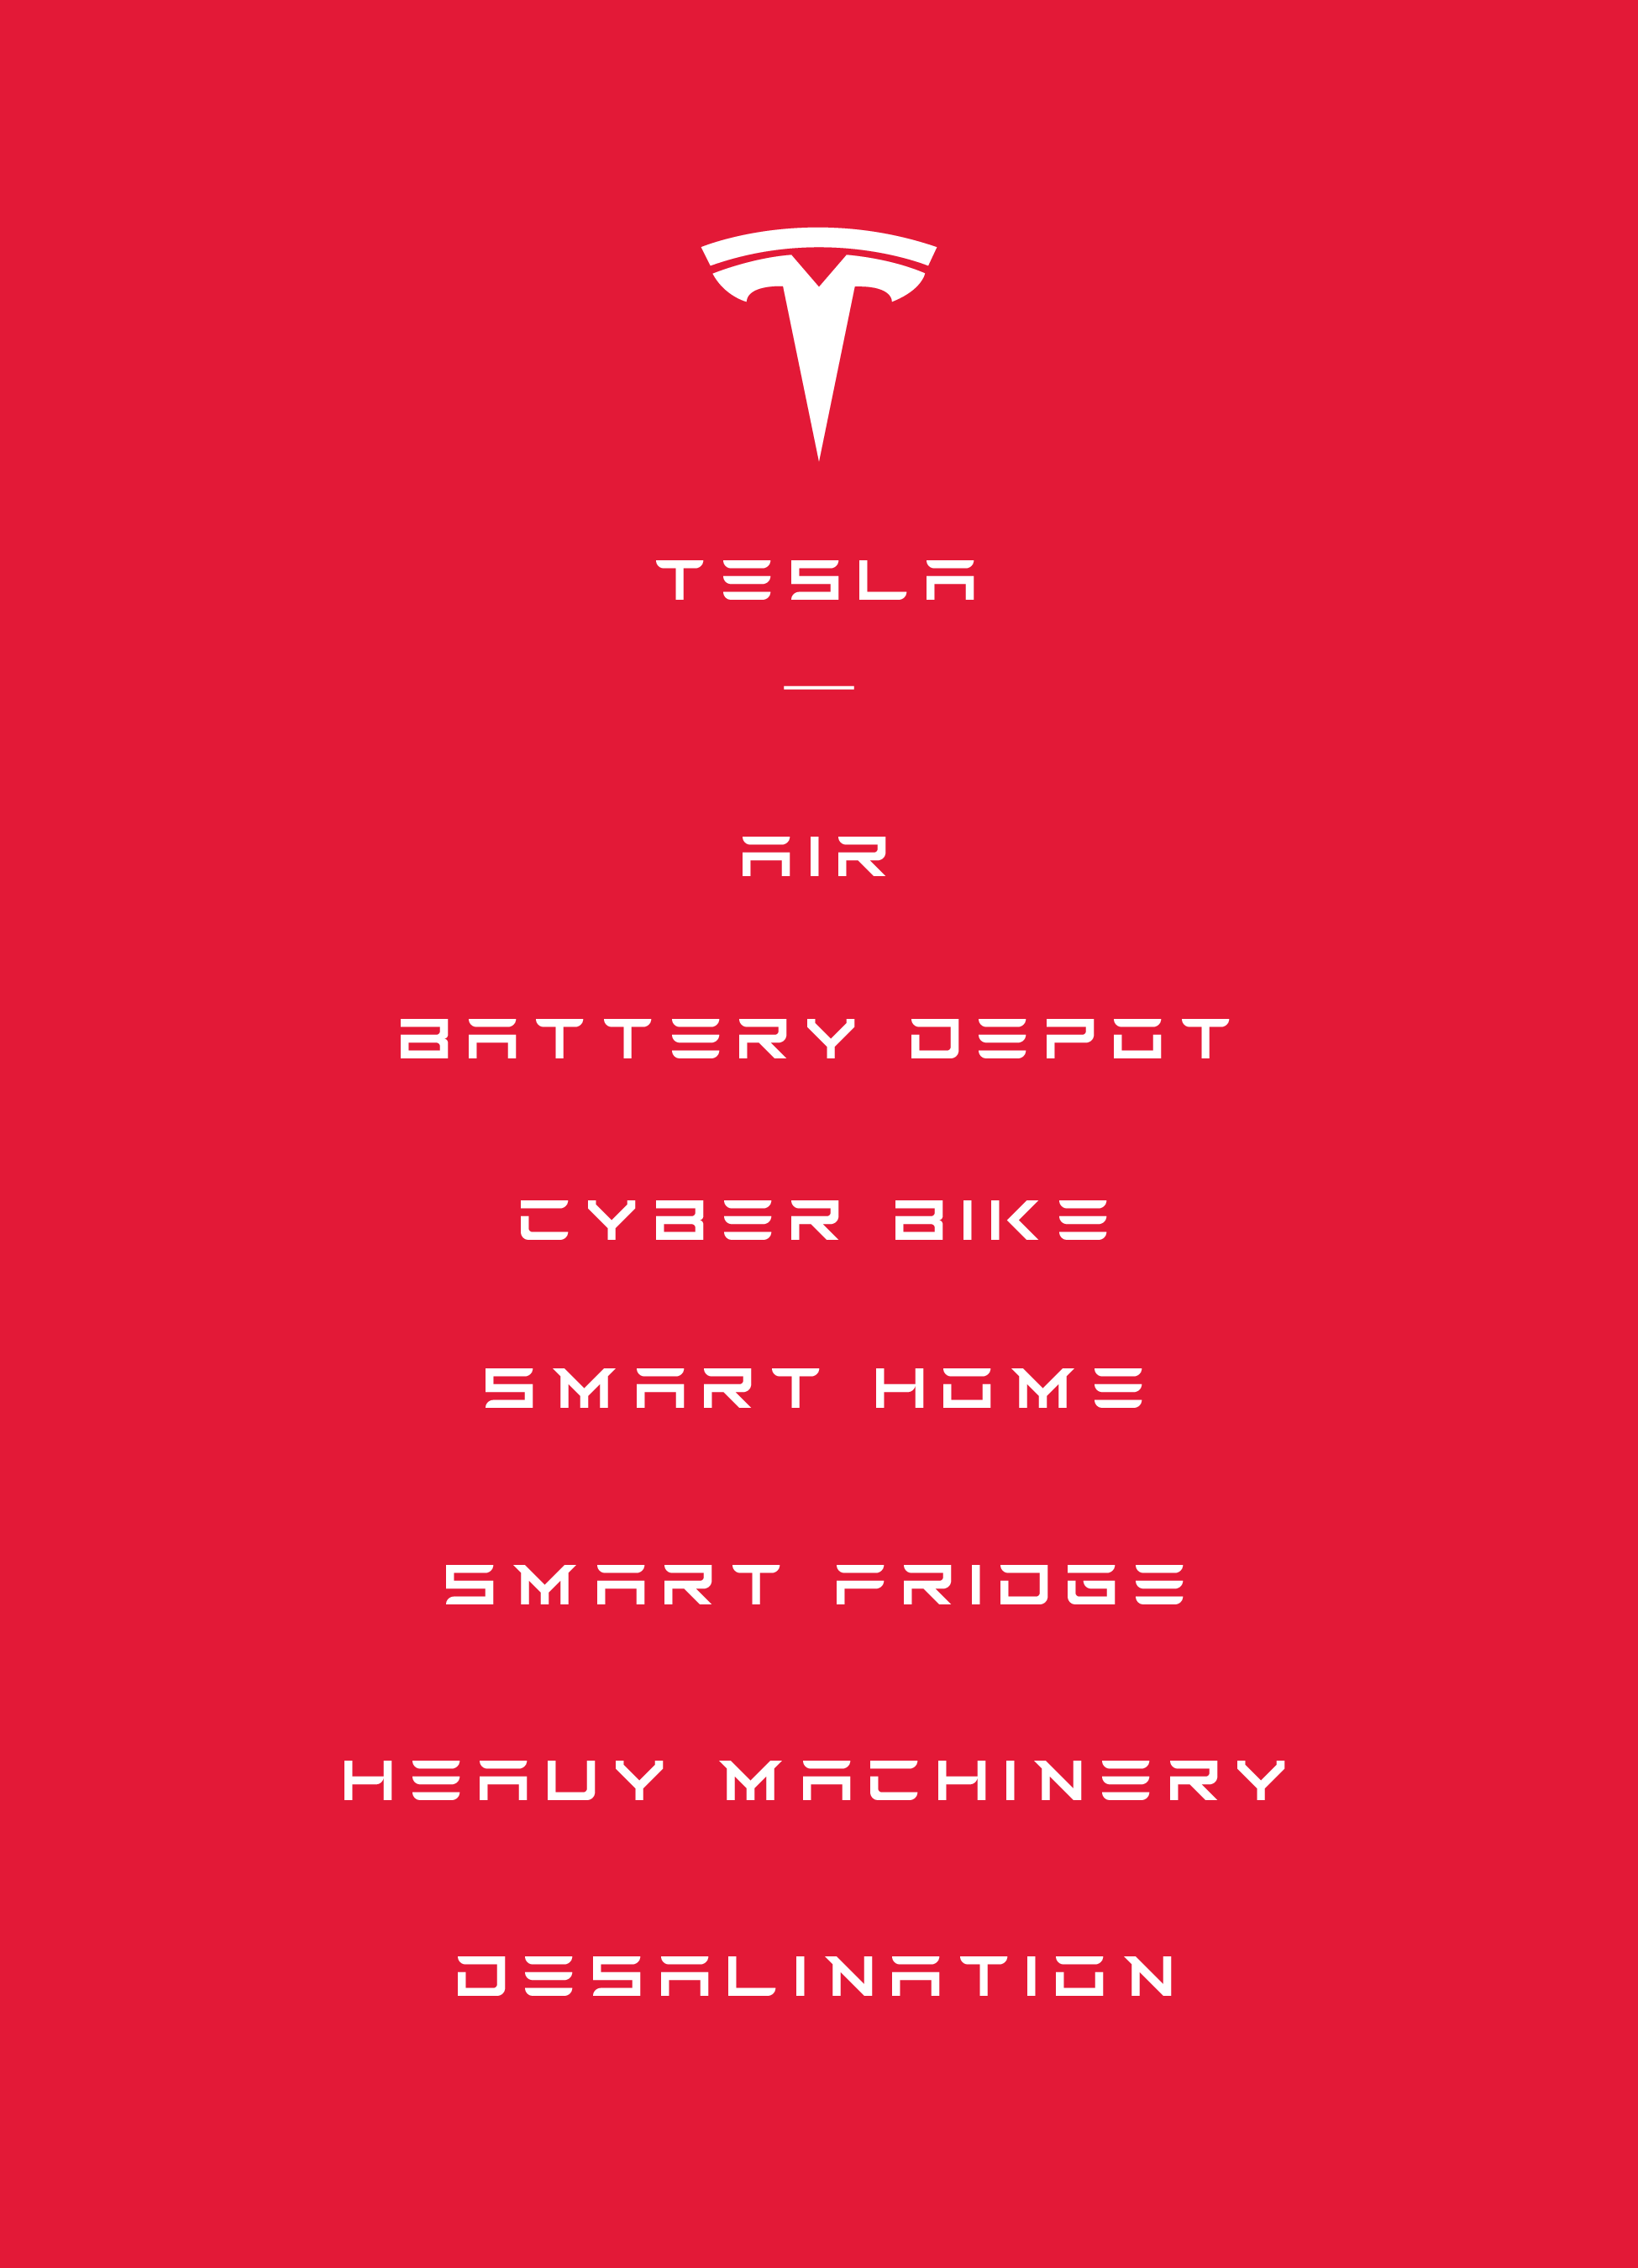 TESLA
AIR
BATTERY DEPOT
CYBER BIKE
SMART HOME
SMART FRIDGE
HEAVY MACHINERY
DESALINATION